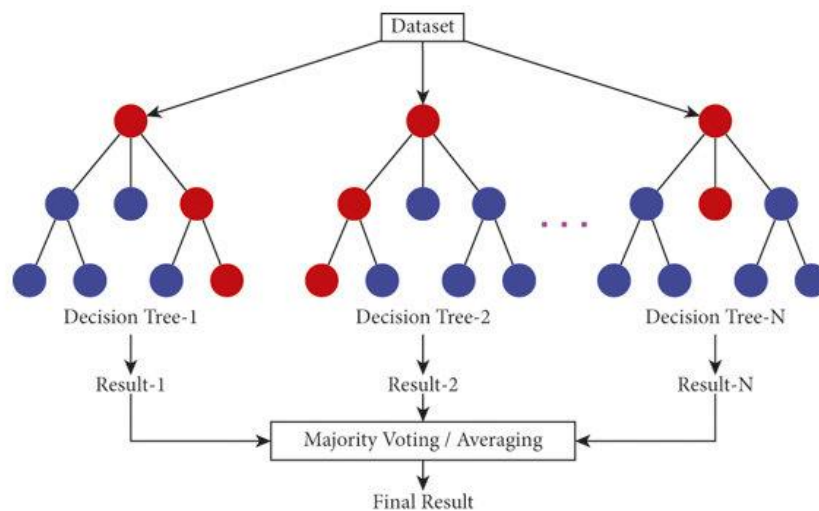 Dataset
Decision Tree-1
Decision Tree-2
Decision Tree-N
Result-1
Result-2
Result-N
Majority Voting / Averaging
Final Result